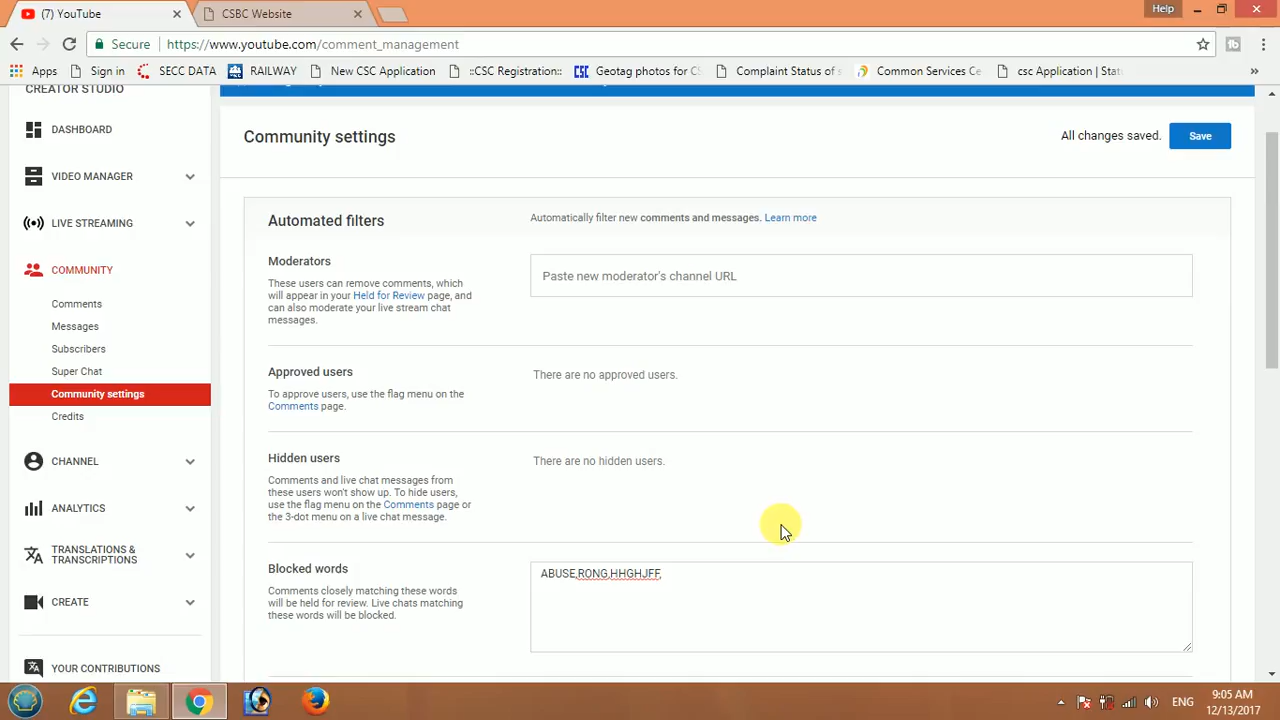 (7) YouTube
CSBC Website
Help
Secure
https://www.youtube.com/comment_management
Apps
Sign in
SECC DATA
RAILWAY
New CSC Application
::CSC Registration::
CSC
Geotag photos for CS
Complaint Status of s
Common Services Ce
csc Application | Stat
CREATOR STUDIO
DASHBOARD
VIDEO MANAGER
LIVE STREAMING
COMMUNITY
Comments
Messages
Subscribers
Super Chat
Community settings
Credits
CHANNEL
ANALYTICS
TRANSLATIONS &
TRANSCRIPTIONS
CREATE
YOUR CONTRIBUTIONS
Community settings
All changes saved.
Save
Automated filters
Automatically filter new comments and messages. Learn more
Moderators
These users can remove comments, which
will appear in your Held for Review page, and
can also moderate your live stream chat
messages.
Paste new moderator's channel URL
Approved users
To approve users, use the flag menu on the
Comments page.
There are no approved users.
Hidden users
Comments and live chat messages from
these users won't show up. To hide users,
use the flag menu on the Comments page or
the 3-dot menu on a live chat message.
There are no hidden users.
Blocked words
Comments closely matching these words
will be held for review. Live chats matching
these words will be blocked.
ABUSE,RONG,HHGHJFF,
ENG
9:05 AM
12/13/2017